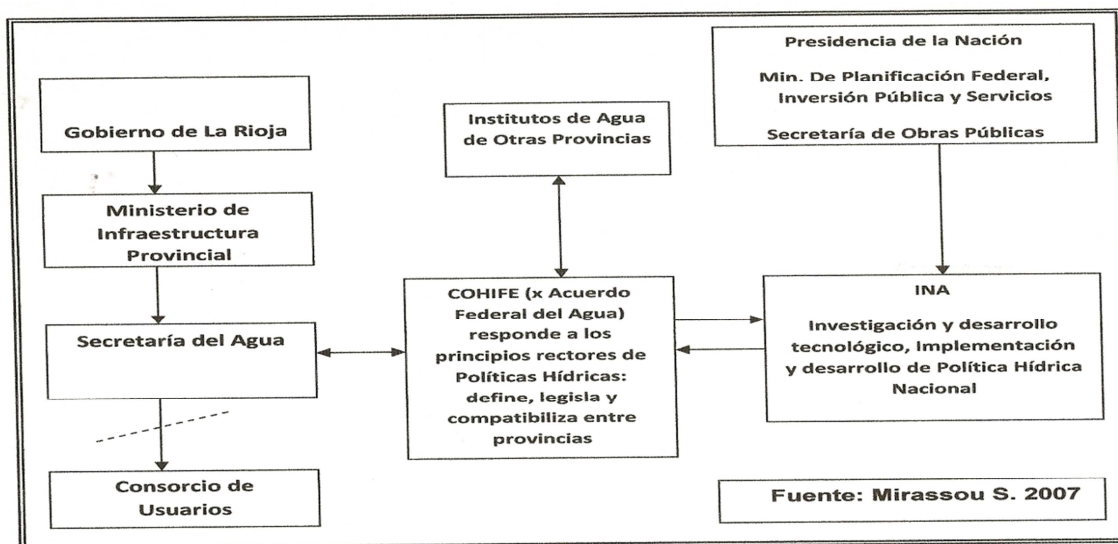 Gobierno de La Rioja
Ministerio de
Infraestructura
Provincial
Secretaría del Agua
Consorcio de
Usuarios
Institutos de Agua
de Otras Provincias
COHIFE (x Acuerdo
Federal del Agua)
responde a los
principios rectores de
Políticas Hídricas:
define, legisla y
compatibiliza entre
provincias
Presidencia de la Nación
Min. De Planificación Federal,
Inversión Pública y Servicios
Secretaría de Obras Públicas
INA
Investigación y desarrollo
tecnológico, Implementación
y desarrollo de Política Hídrica
Nacional
Fuente: Mirassou S. 2007